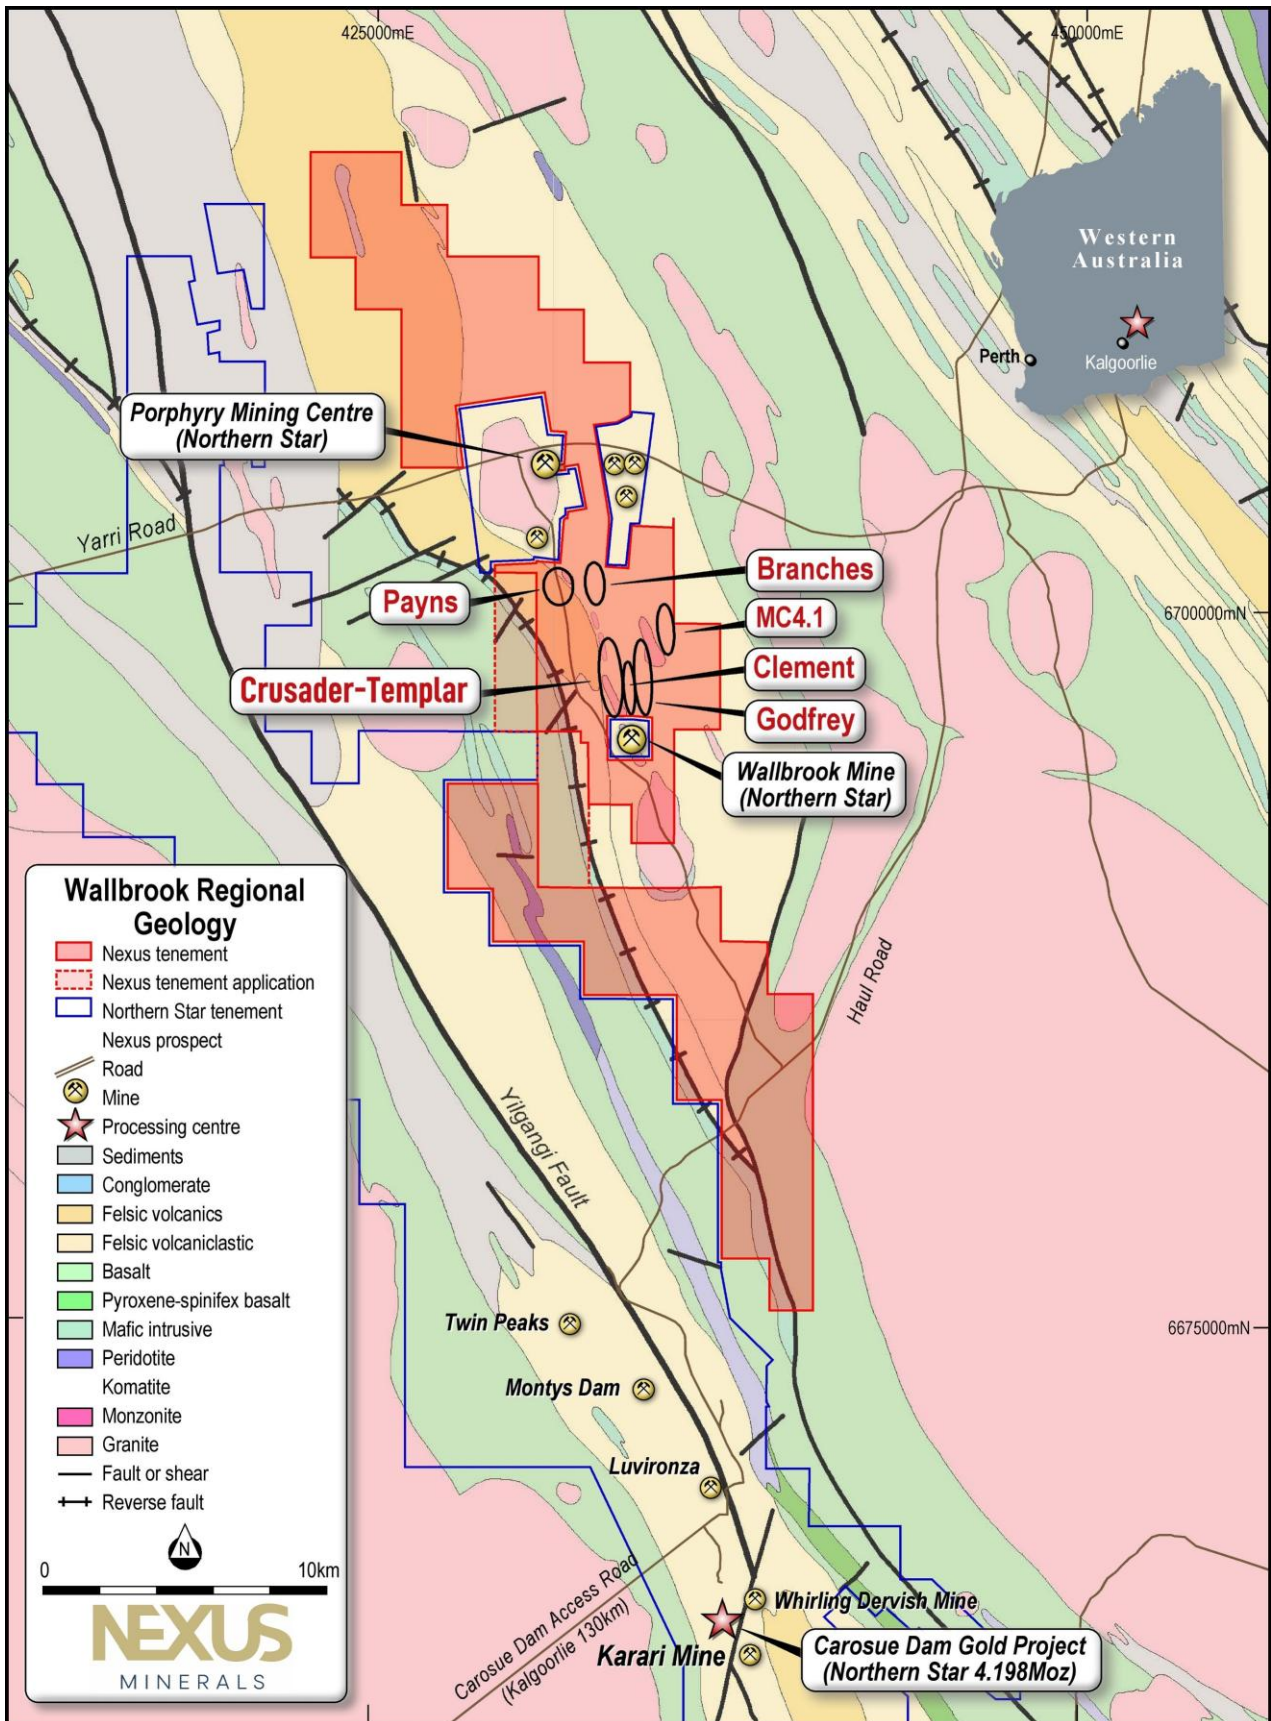 425000mE
450000mE
Western
Australia
Perth
Kalgoorlie
Porphyry Mining Centre
(Northern Star)
Yarri Road
Branches
Payns
6700000mN
MC4.1
Clement
Crusader-Templar
Godfrey
Wallbrook Mine
(Northern Star)
Haul Road
Wallbrook Regional
Geology
Nexus tenement
Nexus tenement application
Northern Star tenement
Nexus prospect
Road
Mine
Processing centre
Sediments
Conglomerate
Felsic volcanics
Felsic volcaniclastic
Basalt
Pyroxene-spinifex basalt
Mafic intrusive
Peridotite
Komatite
Monzonite
Granite
Fault or shear
Reverse fault
N
0 10km
NEXUS
MINERALS
Yilgangi Fault
Twin Peaks
6675000mN
Montys Dam
Luvironza
Whirling Dervish Mine
Carosue Dam Access Road
(Kalgoorlie 130km)
Karari Mine
Carosue Dam Gold Project
(Northern Star 4.198Moz)